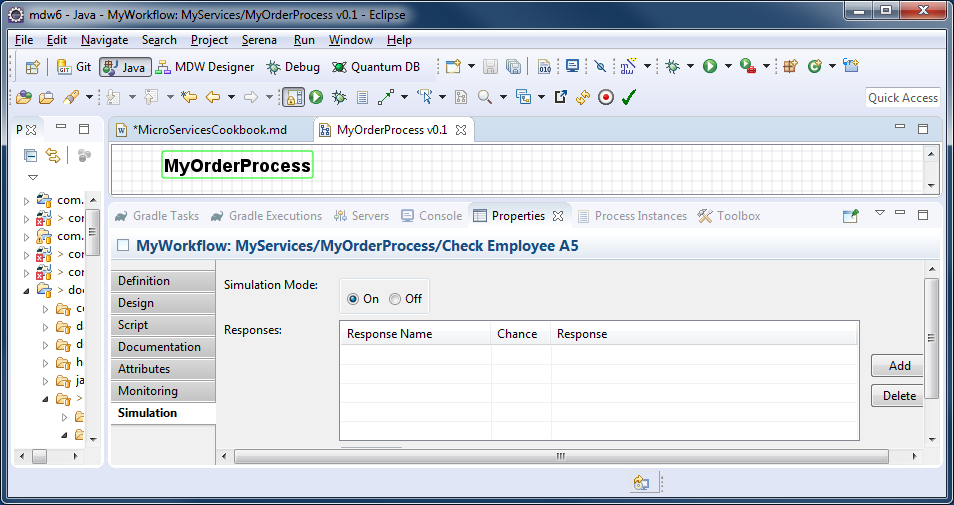 mdw6 - Java - MyWorkflow: MyServices/MyOrderProcess v0.1 - Eclipse
File Edit Navigate Search Project Serena Run Window Help
Git Java MDW Designer Debug Quantum DB
Quick Access
P *MicroServicesCookbook.md MyOrderProcess v0.1
MyOrderProcess
Gradle Tasks Gradle Executions Servers Console Properties Process Instances Toolbox
MyWorkflow: MyServices/MyOrderProcess/Check Employee A5
com.
> cor
com.
> cor
> cor
> doc
co
da
de
h
ja
>
Definition
Design
Script
Documentation
Attributes
Monitoring
Simulation
Simulation Mode:
On Off
Responses:
Response Name Chance Response
Add
Delete